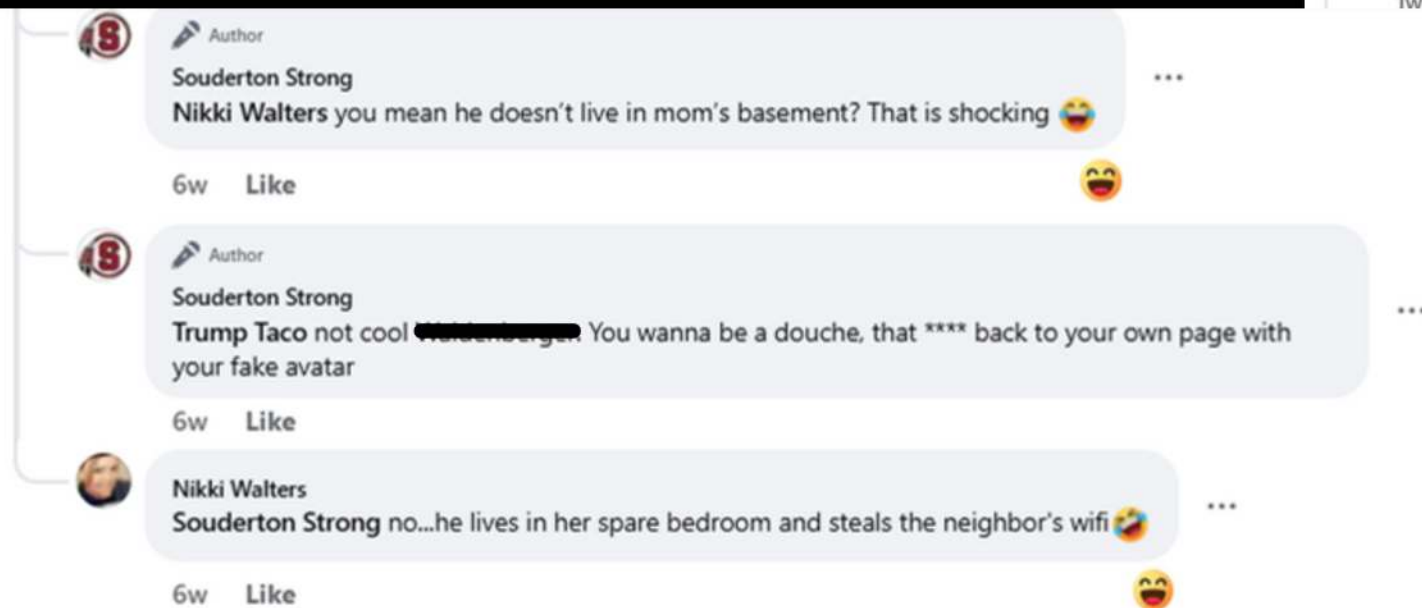 Author
Souderton Strong
Nikki Walters you mean he doesn't live in mom's basement? That is shocking 😂
6w Like
Author
Souderton Strong
Trump Taco not cool You wanna be a douche, that **** back to your own page with
your fake avatar
6w Like
Nikki Walters
Souderton Strong no...he lives in her spare bedroom and steals the neighbor's wifi🤣
6w Like